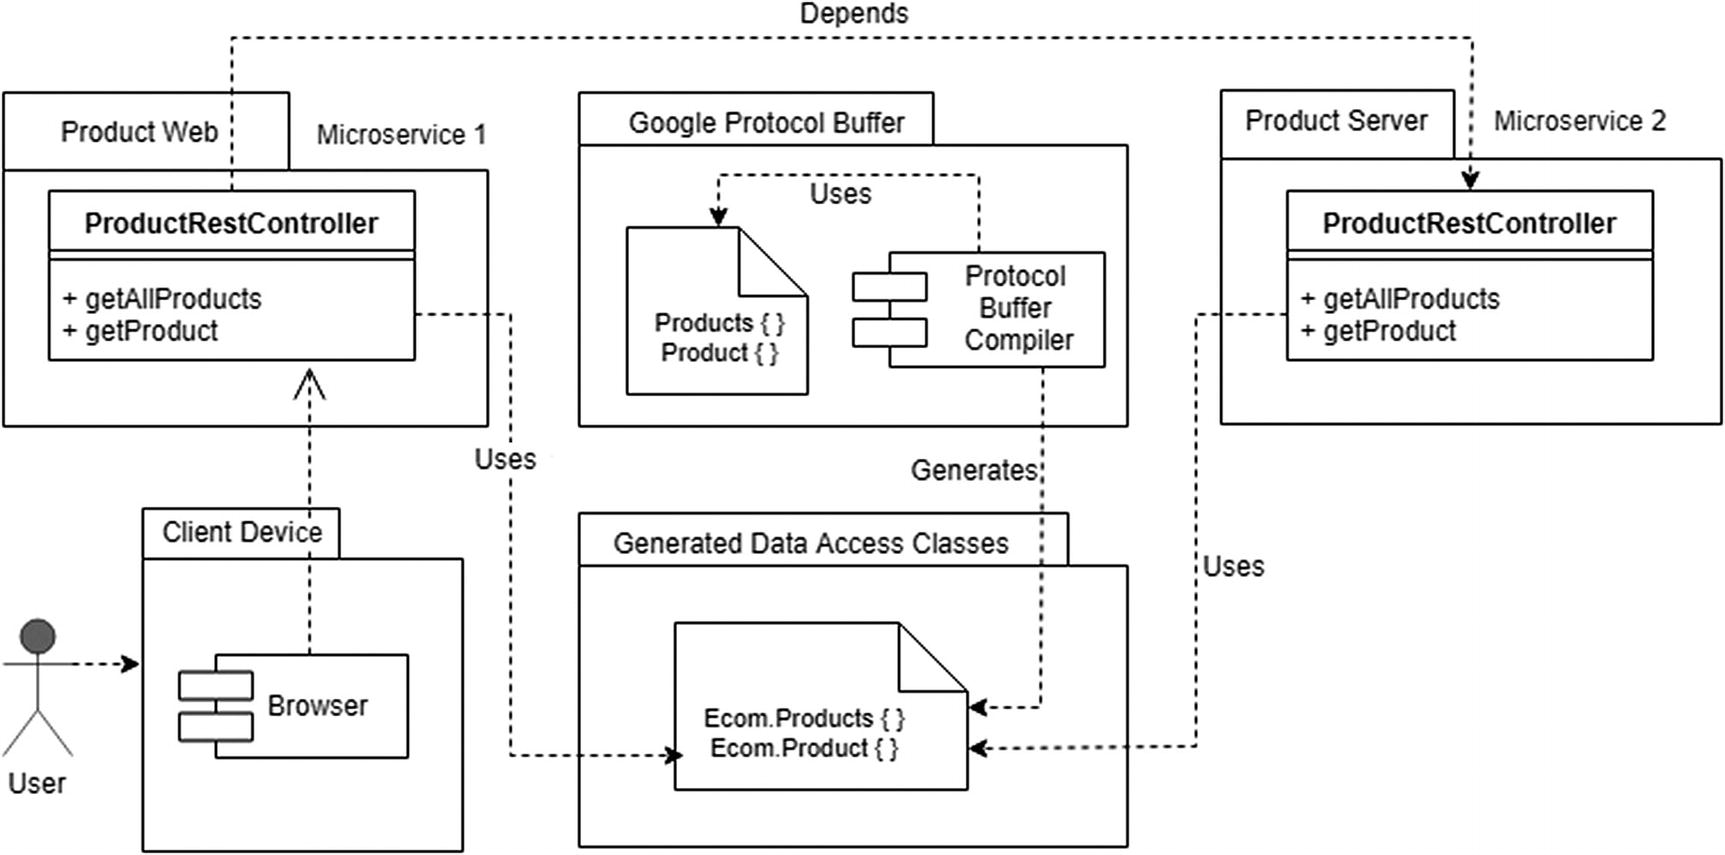 Depends
Product Web
Microservice 1
ProductRestController
+ getAllProducts
+ getProduct
Google Protocol Buffer
Uses
Products { }
Product { }
Protocol
Buffer
Compiler
Product Server
Microservice 2
ProductRestController
+ getAllProducts
+ getProduct
Uses
Generates
Uses
Client Device
Browser
User
Generated Data Access Classes
Ecom.Products { }
Ecom.Product { }